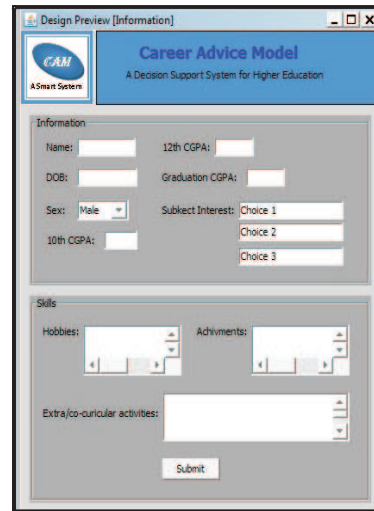 Design Preview [Information]
CAM
A Smart System
Career Advice Model
A Decision Support System for Higher Education
Information
Name:
12th CGPA:
DOB:
Graduation CGPA:
Sex: Male
Subkect Interest: Choice 1
Choice 2
10th CGPA:
Choice 3
Skills
Hobbies:
Achivments:
Extra/co-curicular activities:
Submit